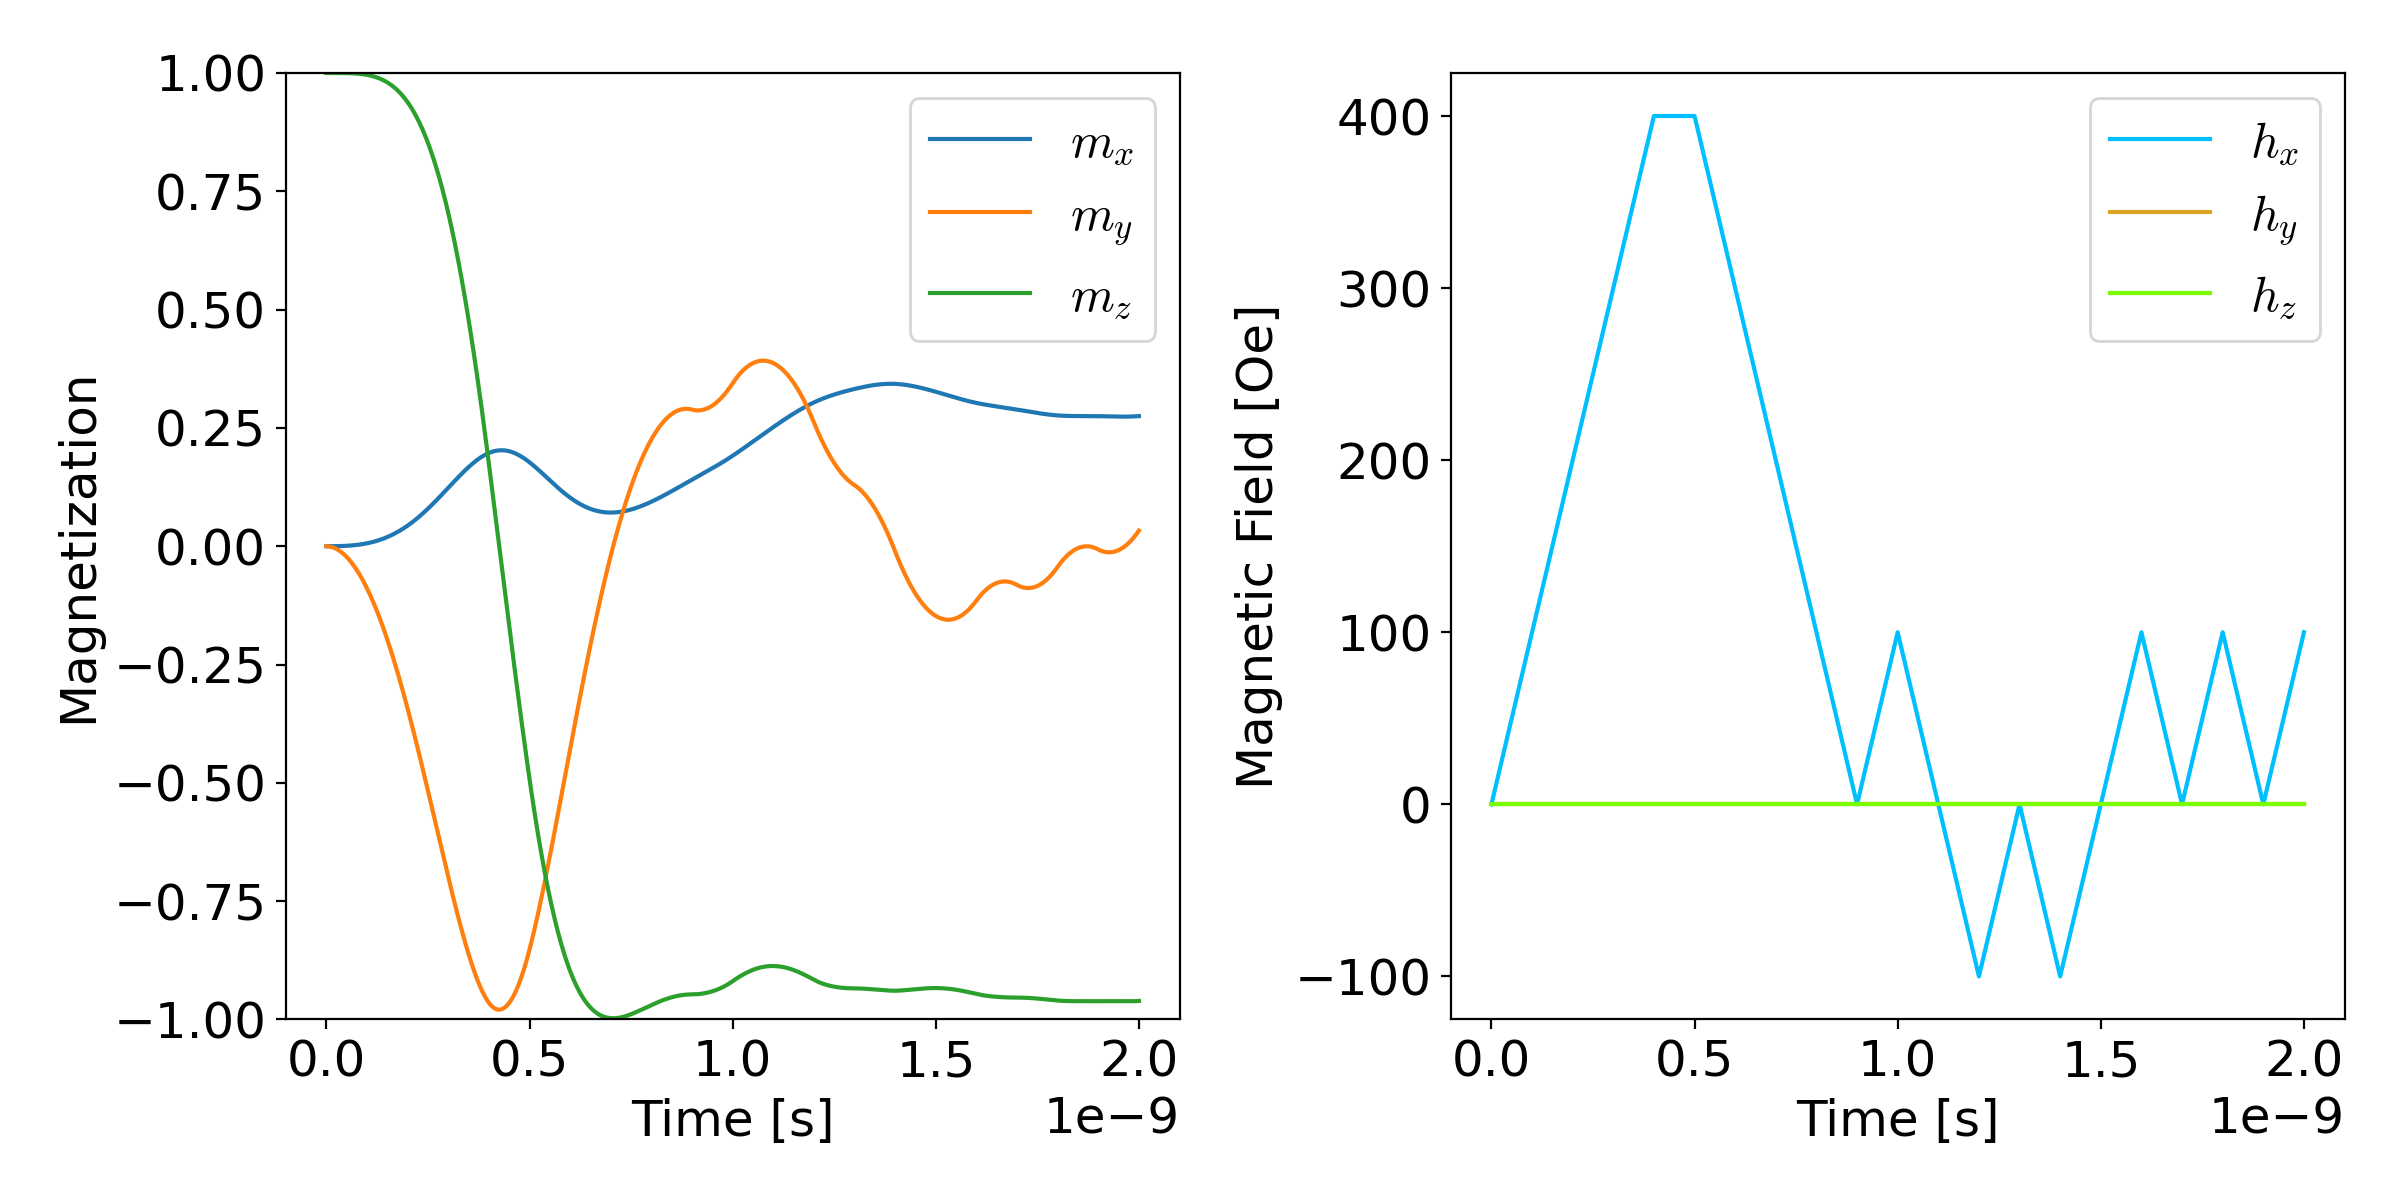 Magnetization
1.00
0.75
0.50
0.25
0.00
−0.25
−0.50
−0.75
−1.00
0.0 0.5 1.0 1.5 2.0
Time [s]
1e−9
m_x
m_y
m_z
Magnetic Field [Oe]
400
300
200
100
0
−100
0.0 0.5 1.0 1.5 2.0
Time [s]
1e−9
h_x
h_y
h_z